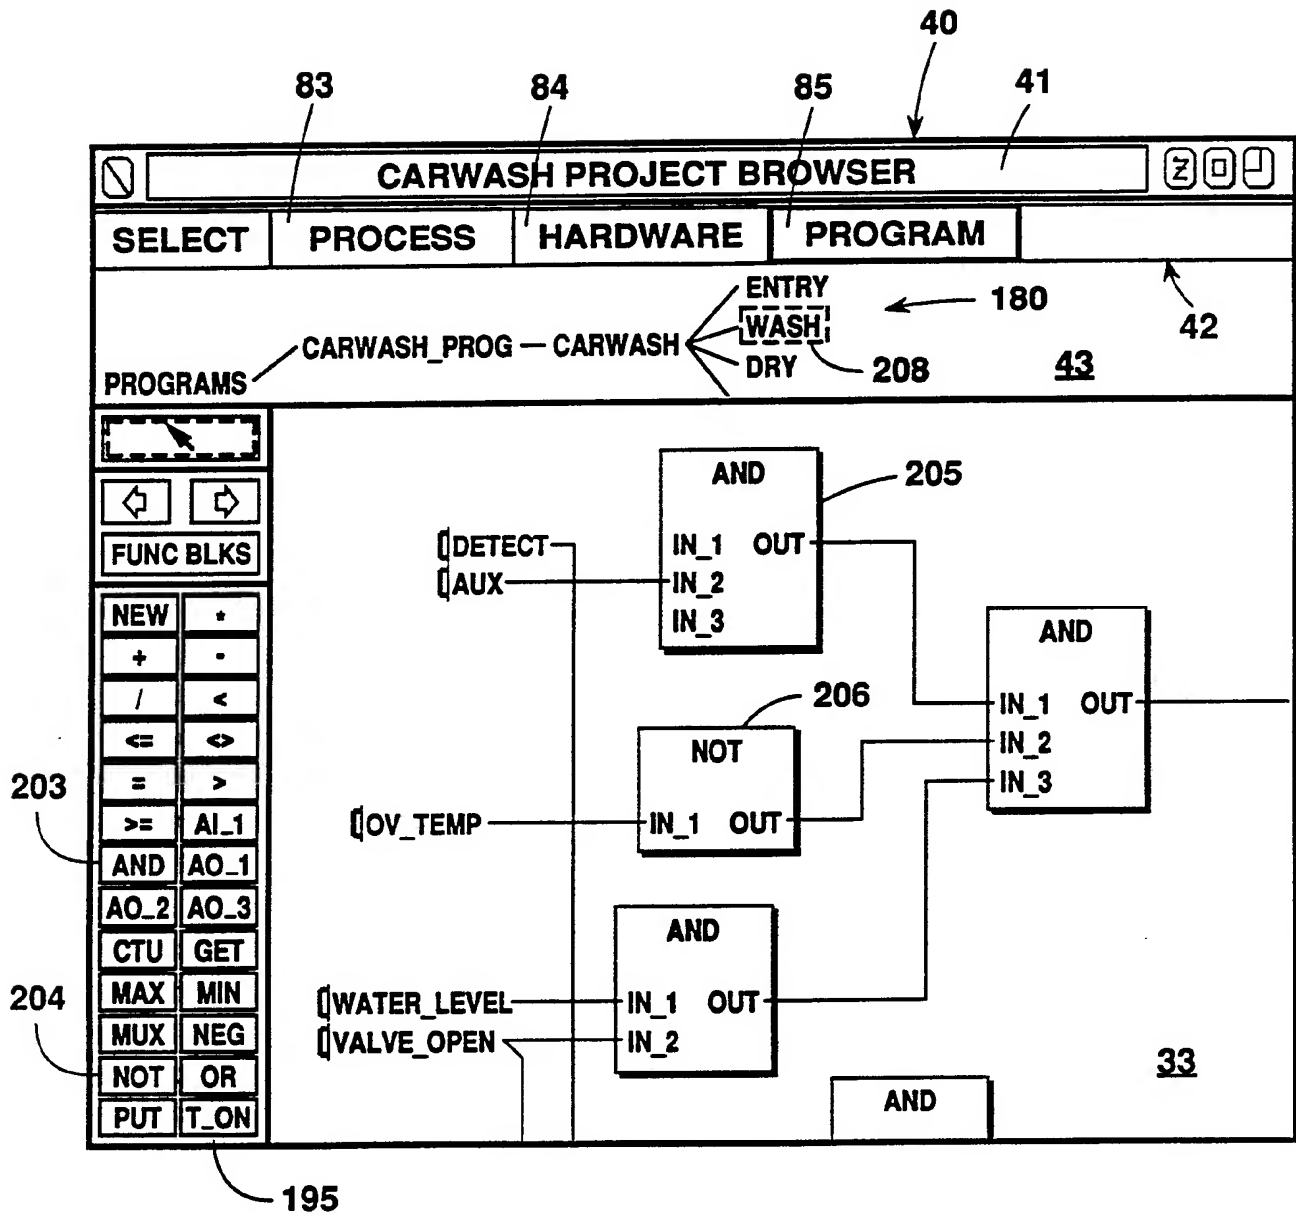 40
83 84 85 41
CARWASH PROJECT BROWSER
Z
SELECT PROCESS HARDWARE PROGRAM
ENTRY
180
42
WASH
CARWASH_PROG CARWASH
208
43
DRY
PROGRAMS
FUNC BLKS
NEW *
+ -
/ <
<= <>
= >
>= AI_1
AND AO_1
AO_2 AO_3
CTU GET
MAX MIN
MUX NEG
NOT OR
PUT T_ON
203
204
195
AND
205
DETECT
IN_1 OUT
AUX
IN_2
IN_3
206
NOT
OV_TEMP
IN_1 OUT
AND
WATER_LEVEL
IN_1 OUT
VALVE_OPEN
IN_2
AND
IN_1 OUT
IN_2
IN_3
33
AND